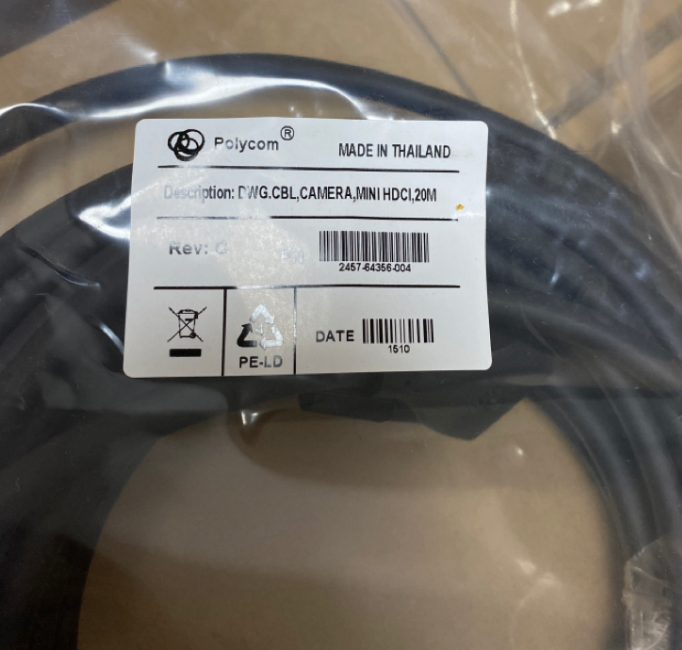 Polycom®
MADE IN THAILAND
Description: DWG.CBL,CAMERA,MINI HDCI,20M
Rev:
2457-64356-004
PE-LD
DATE
1510